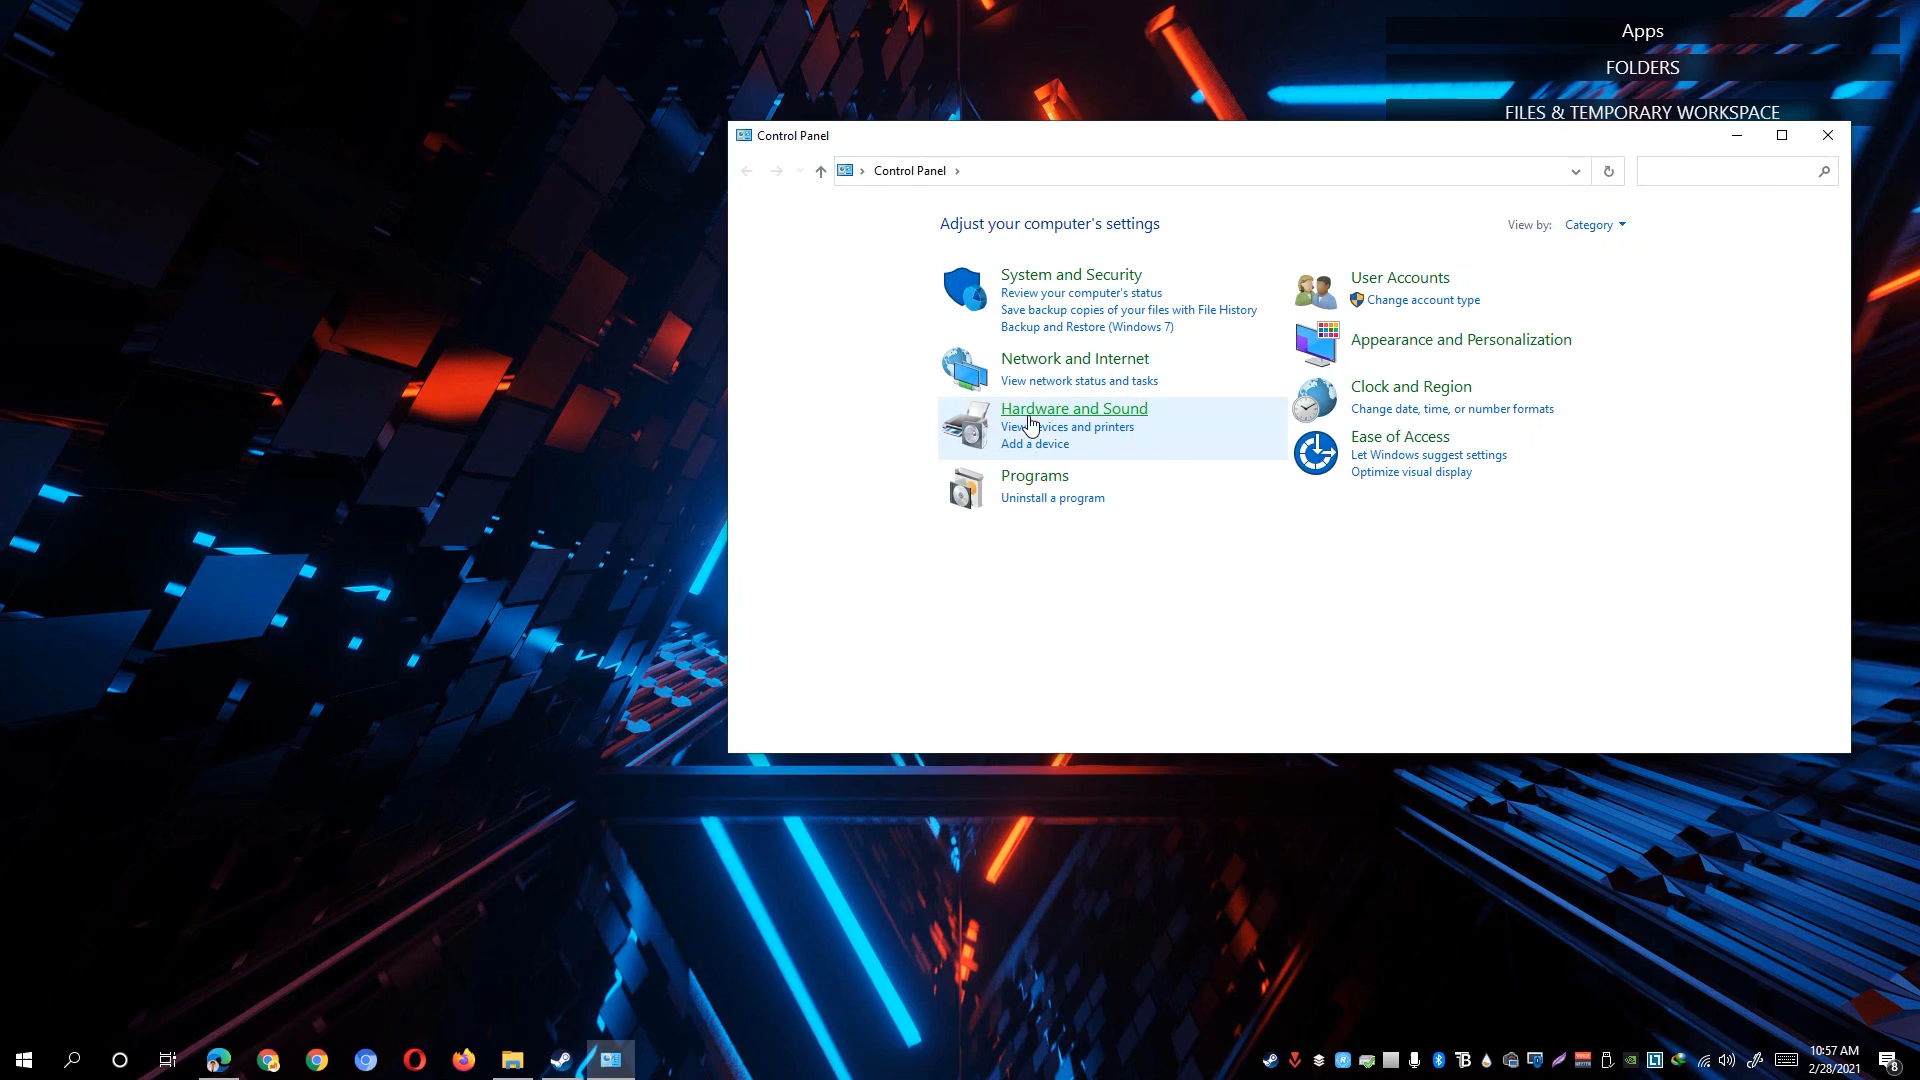 Apps
FOLDERS
FILES & TEMPORARY WORKSPACE
Control Panel
Control Panel
Adjust your computer's settings
View by: Category
System and Security
Review your computer's status
Save backup copies of your files with File History
Backup and Restore (Windows 7)
Network and Internet
View network status and tasks
Hardware and Sound
View devices and printers
Add a device
Programs
Uninstall a program
User Accounts
Change account type
Appearance and Personalization
Clock and Region
Change date, time, or number formats
Ease of Access
Let Windows suggest settings
Optimize visual display
10:57 AM
2/28/2021
8